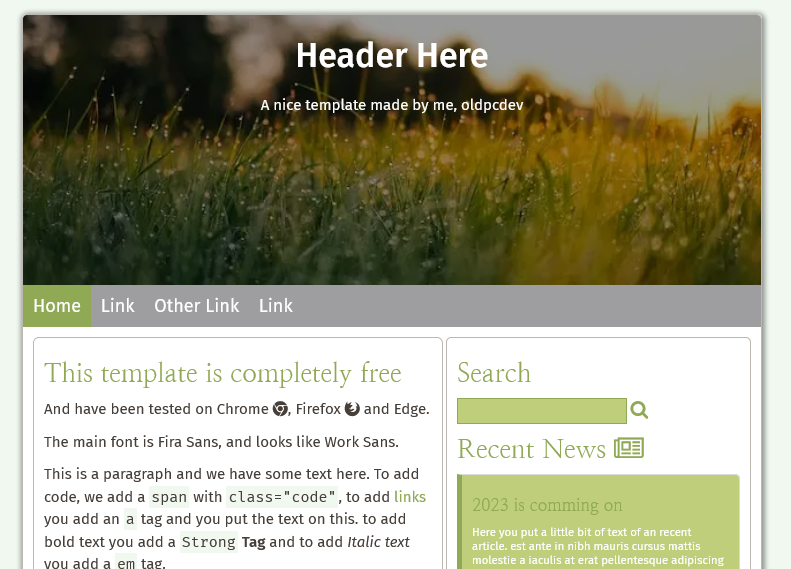 Header Here
A nice template made by me, oldpcdev
Home Link Other Link Link
This template is completely free
And have been tested on Chrome , Firefox and Edge.
The main font is Fira Sans, and looks like Work Sans.
This is a paragraph and we have some text here. To add
code, we add a span with class="code", to add links
you add an a tag and you put the text on this. to add
bold text you add a Strong Tag and to add Italic text
you add a em tag.
Search
Recent News
2023 is comming on
Here you put a little bit of text of an recent
article. est ante in nibh mauris cursus mattis
molestie a iaculis at erat pellentesque adipiscing